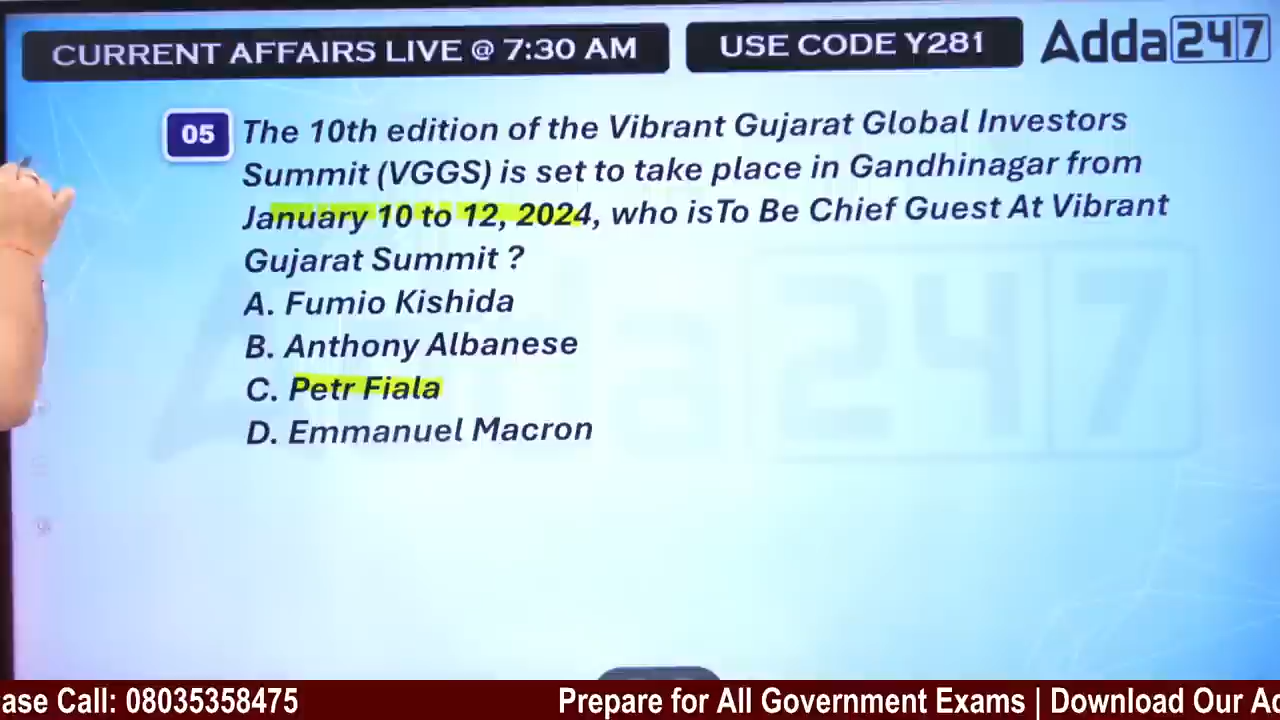 CURRENT AFFAIRS LIVE @ 7:30 AM
USE CODE Y281
Adda247
05
The 10th edition of the Vibrant Gujarat Global Investors
Summit (VGGS) is set to take place in Gandhinagar from
January 10 to 12, 2024, who isTo Be Chief Guest At Vibrant
Gujarat Summit ?
A. Fumio Kishida
B. Anthony Albanese
C. Petr Fiala
D. Emmanuel Macron
Adda247
ase Call: 08035358475
Prepare for All Government Exams | Download Our Ad